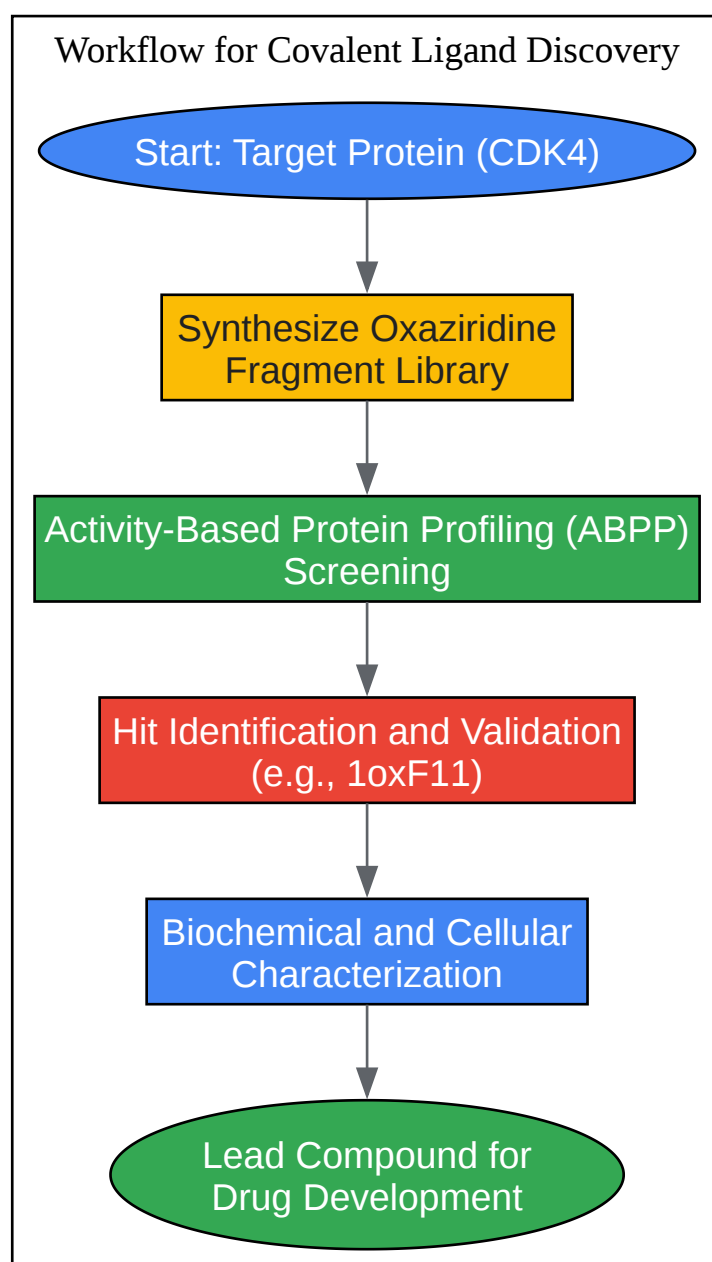 Workflow for Covalent Ligand Discovery
Start: Target Protein (CDK4)
Synthesize Oxaziridine
Fragment Library
Activity-Based Protein Profiling (ABPP)
Screening
Hit Identification and Validation
(e.g., 1oxF11)
Biochemical and Cellular
Characterization
Lead Compound for
Drug Development